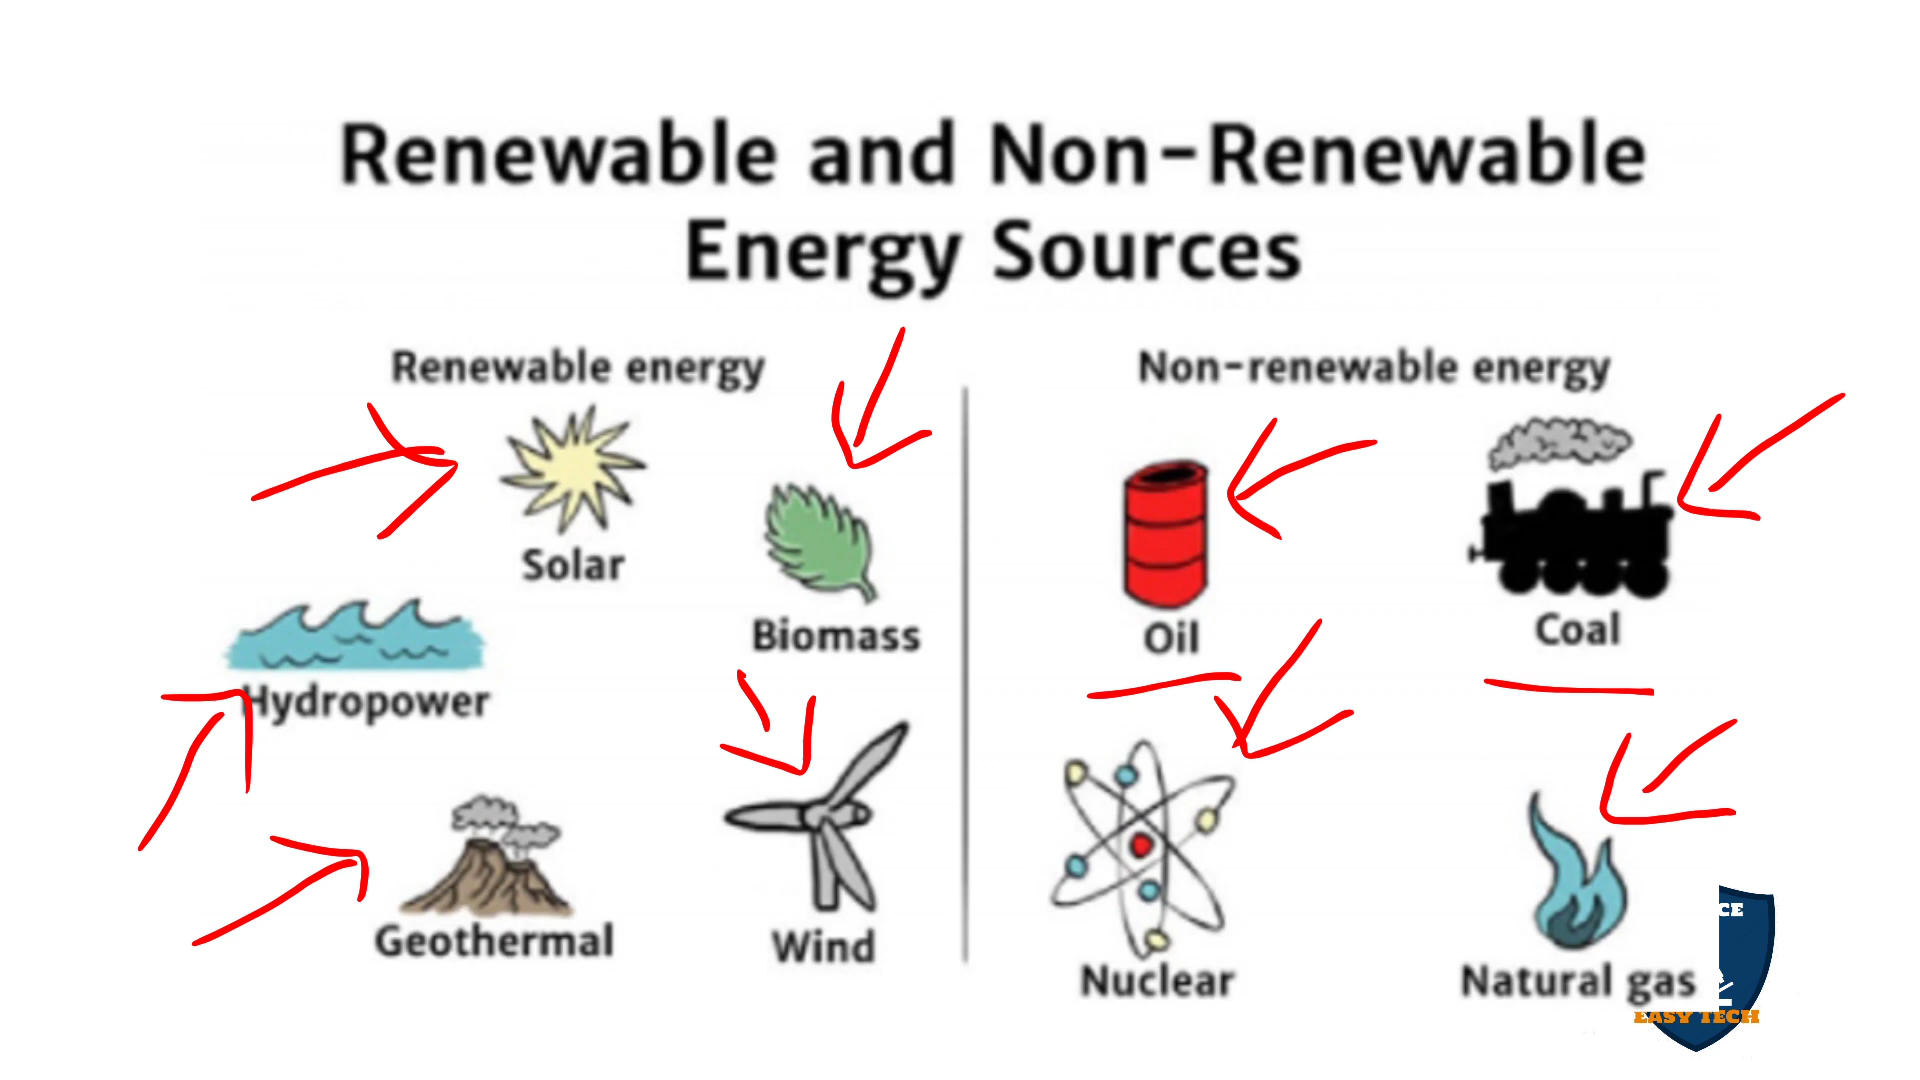 Renewable and Non-Renewable
Energy Sources
Renewable energy
Solar
Biomass
Hydropower
Geothermal
Wind
Non-renewable energy
Oil
Coal
Nuclear
Natural gas
EASY TECH